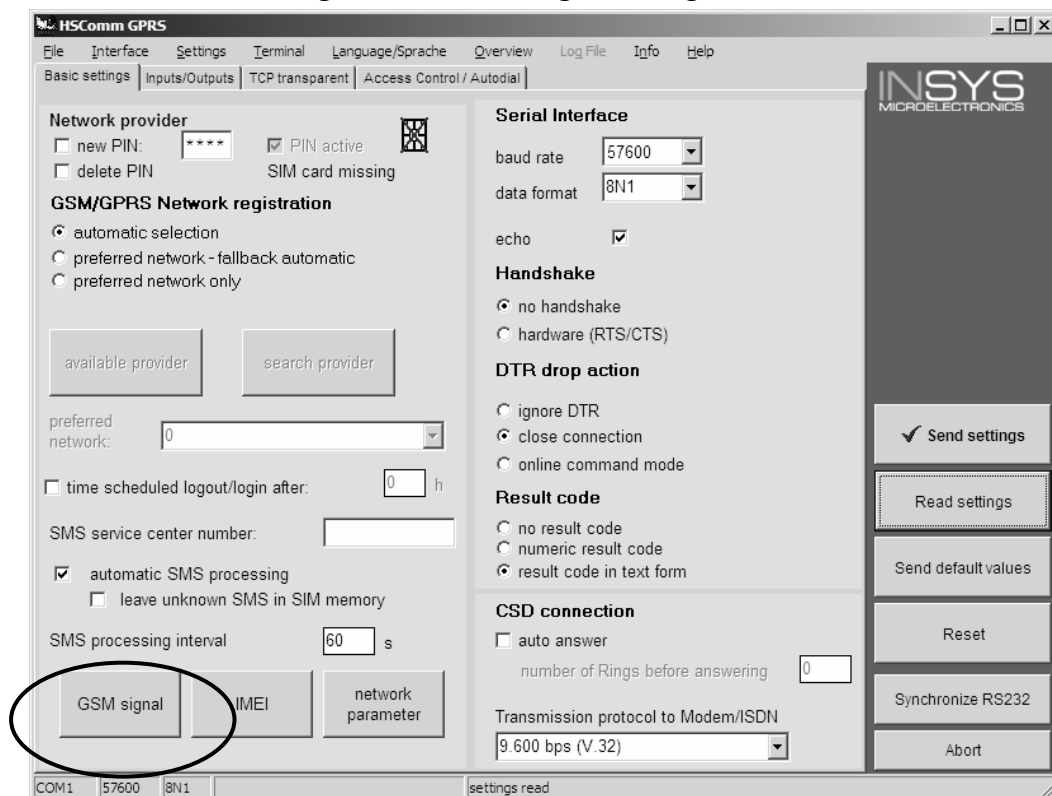 HSComm GPRS
File Interface Settings Terminal Language/Sprache Overview Log File Info Help
Basic settings Inputs/Outputs TCP transparent Access Control / Autodial
INSYS
MICROELECTRONICS
Network provider
new PIN: **** PIN active
delete PIN SIM card missing
GSM/GPRS Network registration
automatic selection
preferred network - fallback automatic
preferred network only
available provider search provider
preferred
network: 0
time scheduled logout/login after: 0 h
SMS service center number:
automatic SMS processing
leave unknown SMS in SIM memory
SMS processing interval 60 s
GSM signal IMEI network
parameter
Serial Interface
baud rate 57600
data format 8N1
echo
Handshake
no handshake
hardware (RTS/CTS)
DTR drop action
ignore DTR
close connection
online command mode
Result code
no result code
numeric result code
result code in text form
CSD connection
auto answer
number of Rings before answering 0
Transmission protocol to Modem/ISDN
9.600 bps (V.32)
Send settings
Read settings
Send default values
Reset
Synchronize RS232
Abort
COM1 57600 8N1 settings read